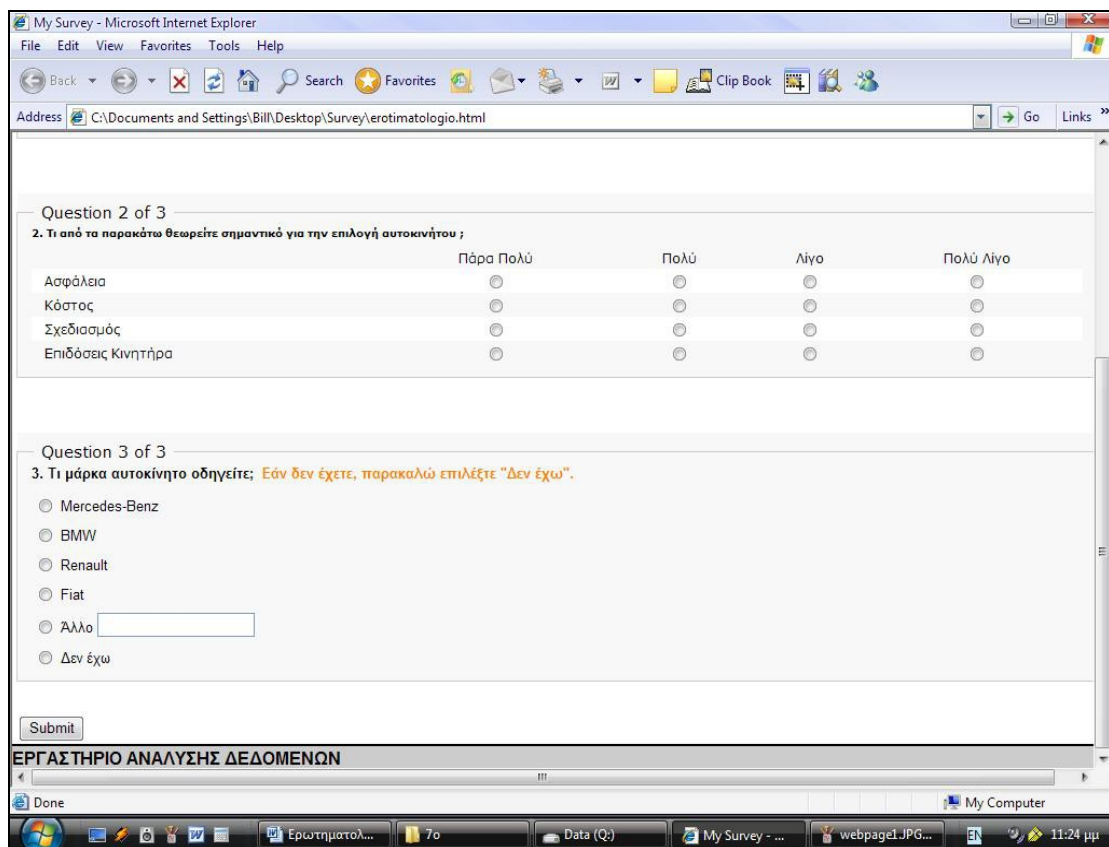 My Survey - Microsoft Internet Explorer
File Edit View Favorites Tools Help
Back Search Favorites Clip Book
Address C:\Documents and Settings\Bill\Desktop\Survey\erotimatologio.html Go Links »
Question 2 of 3
2. Τι από τα παρακάτω θεωρείτε σημαντικό για την επιλογή αυτοκινήτου ;
Πάρα Πολύ Πολύ Λίγο Πολύ Λίγο
Ασφάλεια
Κόστος
Σχεδιασμός
Επιδόσεις Κινητήρα
Question 3 of 3
3. Τι μάρκα αυτοκίνητο οδηγείτε; Εάν δεν έχετε, παρακαλώ επιλέξτε "Δεν έχω".
Mercedes-Benz
BMW
Renault
Fiat
Άλλο
Δεν έχω
Submit
ΕΡΓΑΣΤΗΡΙΟ ΑΝΑΛΥΣΗΣ ΔΕΔΟΜΕΝΩΝ
Done My Computer
Ερωτηματολ... 7ο Data (Q:) My Survey - ... webpage1.JPG... EN 11:24 μμ